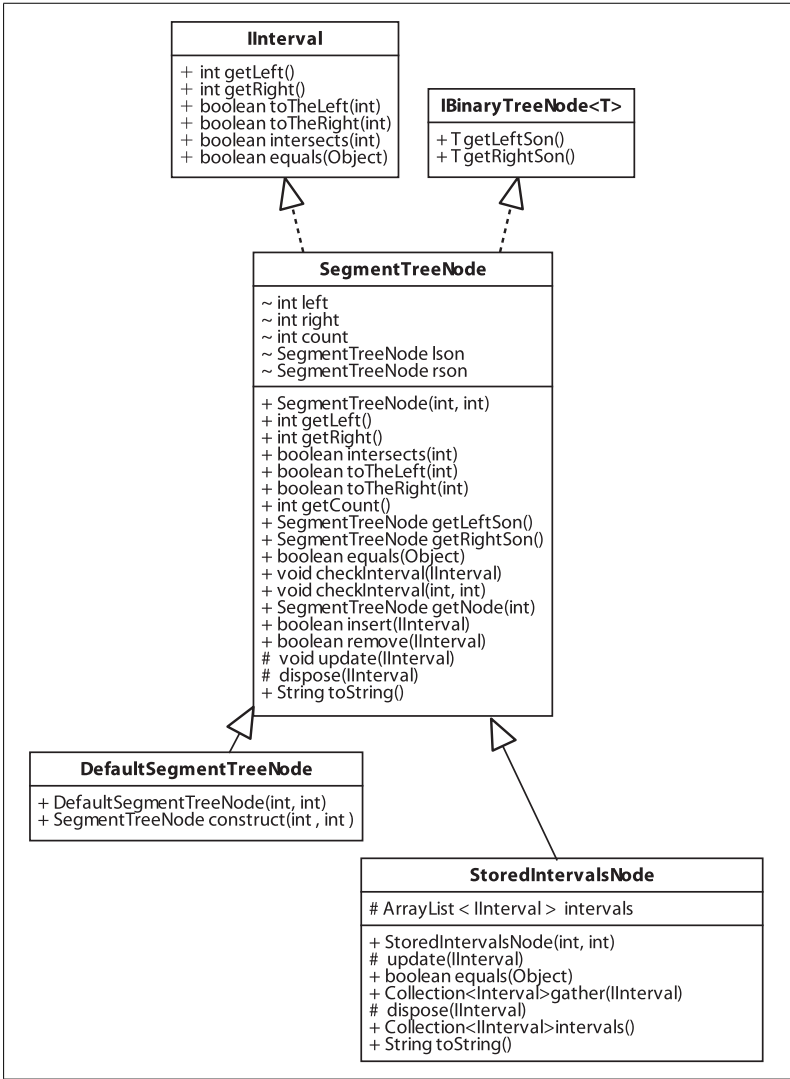 IInterval
+ int getLeft()
+ int getRight()
+ boolean toTheLeft(int)
+ boolean toTheRight(int)
+ boolean intersects(int)
+ boolean equals(Object)
IBinaryTreeNode<T>
+ T getLeftSon()
+ T getRightSon()
SegmentTreeNode
~ int left
~ int right
~ int count
~ SegmentTreeNode lson
~ SegmentTreeNode rson
+ SegmentTreeNode(int, int)
+ int getLeft()
+ int getRight()
+ boolean intersects(int)
+ boolean toTheLeft(int)
+ boolean toTheRight(int)
+ int getCount()
+ SegmentTreeNode getLeftSon()
+ SegmentTreeNode getRightSon()
+ boolean equals(Object)
+ void checkInterval(IInterval)
+ void checkInterval(int, int)
+ SegmentTreeNode getNode(int)
+ boolean insert(IInterval)
+ boolean remove(IInterval)
# void update(IInterval)
# dispose(IInterval)
+ String toString()
DefaultSegmentTreeNode
+ DefaultSegmentTreeNode(int, int)
+ SegmentTreeNode construct(int , int )
StoredIntervalsNode
# ArrayList < IInterval > intervals
+ StoredIntervalsNode(int, int)
# update(IInterval)
+ boolean equals(Object)
+ Collection<Interval>gather(IInterval)
# dispose(IInterval)
+ Collection<IInterval>intervals()
+ String toString()